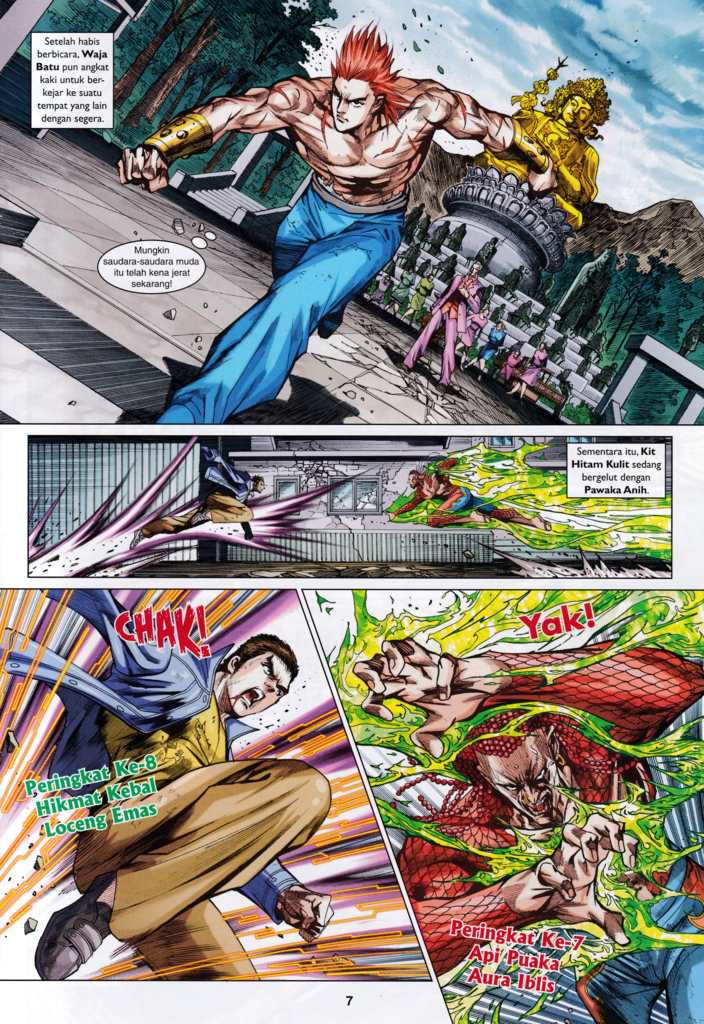 Setelah habis
berbicara, Waja
Batu pun angkat
kaki untuk ber-
kejar ke suatu
tempat yang lain
dengan segera.
Mungkin
saudara-saudara muda
itu telah kena jerat
sekarang!
Sementara itu, Kit
Hitam Kulit sedang
bergelut dengan
Pawaka Anih.
CHAK!
Peringkat Ke-8
Hikmat Kebal
Loceng Emas
Yak!
Peringkat Ke-7
Api Puaka
Aura Iblis
7